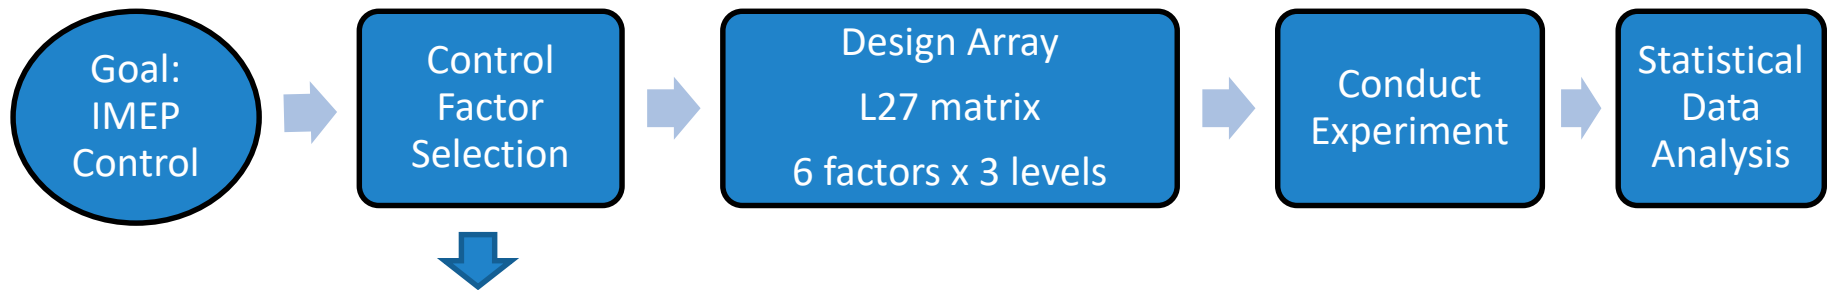 Goal:
IMEP
Control
Control
Factor
Selection
Design Array
L27 matrix
6 factors x 3 levels
Conduct
Experiment
Statistical
Data
Analysis